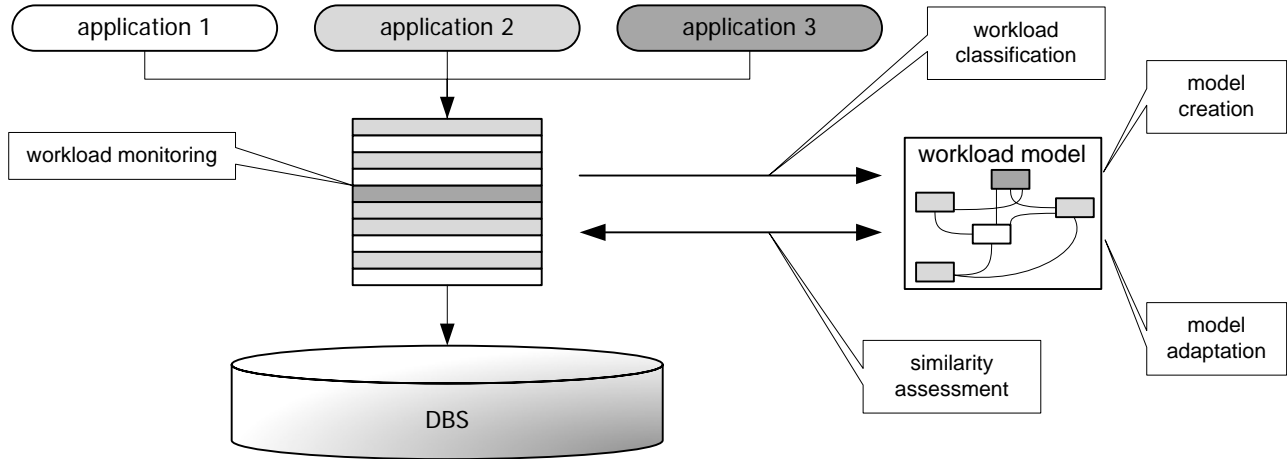 application 1
application 2
application 3
workload
classification
model
creation
workload monitoring
workload model
model
adaptation
similarity
assessment
DBS